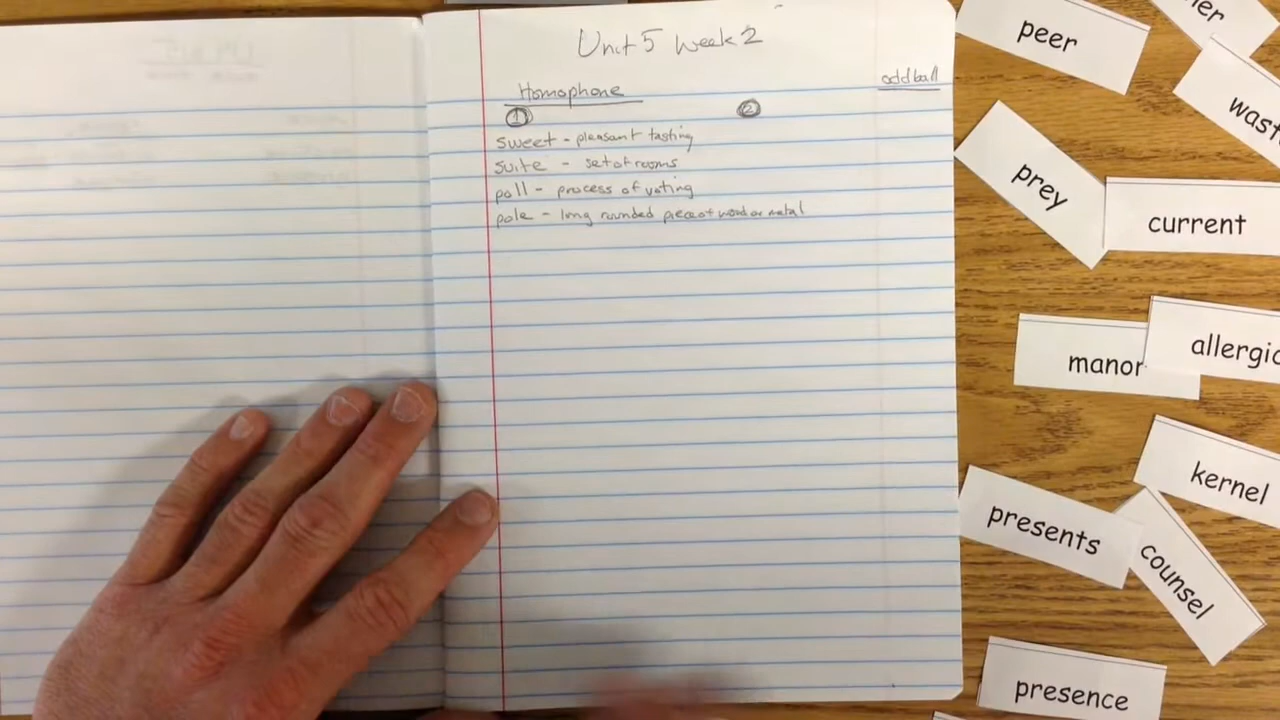 Unit 5 Week 2
Homophone
oddball
1
2
sweet - pleasant tasting
suite - set of rooms
poll - process of voting
pole - long rounded piece of wood or metal
peer
prey
current
manor
allergic
kernel
presents
counsel
presence